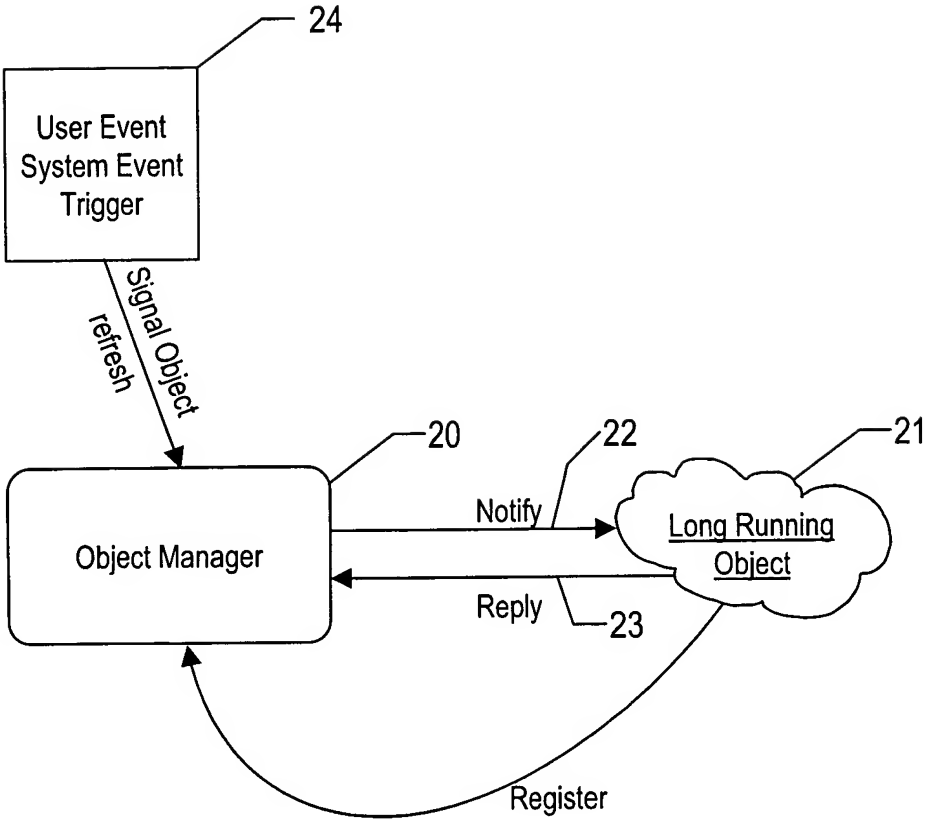 24
User Event
System Event
Trigger
Signal Object
refresh
20
22
21
Notify
Long Running
Object
Object Manager
Reply
23
Register